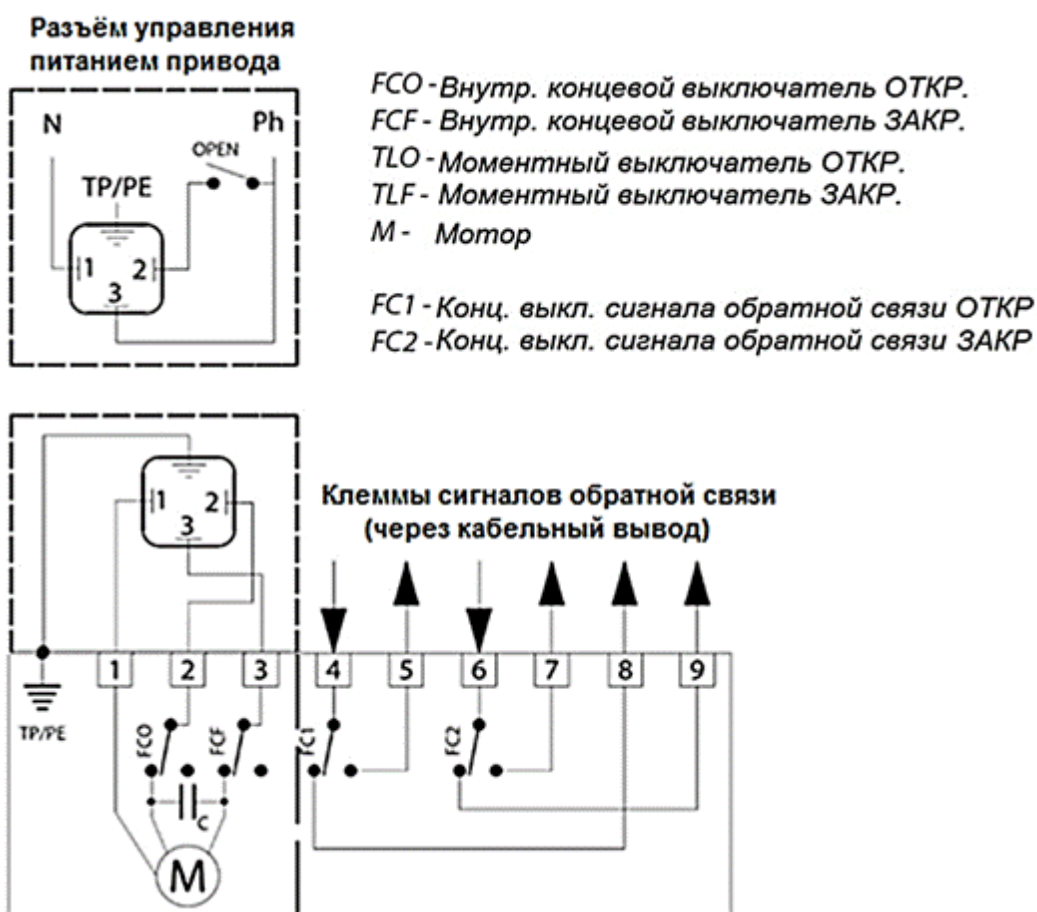 Разъём управления
питанием привода
N
Ph
OPEN
TP/PE
1
2
3
FCO - Внутр. концевой выключатель ОТКР.
FCF - Внутр. концевой выключатель ЗАКР.
TLO - Моментный выключатель ОТКР.
TLF - Моментный выключатель ЗАКР.
M - Мотор
FC1 - Конц. выкл. сигнала обратной связи ОТКР
FC2 - Конц. выкл. сигнала обратной связи ЗАКР
1
2
3
Клеммы сигналов обратной связи
(через кабельный вывод)
1 2 3 4 5 6 7 8 9
TP/PE
FCO
FCF
FC1
FC2
C
M